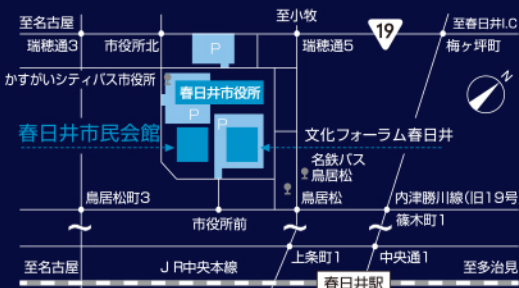 至名古屋
至小牧
至春日井I.C
19
瑞穂通3
市役所北
P
瑞穂通5
梅ヶ坪町
かすがいシティバス市役所
春日井市役所
P
P
春日井市民会館
文化フォーラム春日井
名鉄バス
鳥居松
鳥居松町3
市役所前
鳥居松
内津勝川線(旧19号
篠木町1
上条町1
中央通1
至名古屋
JR中央本線
至多治見
春日井駅